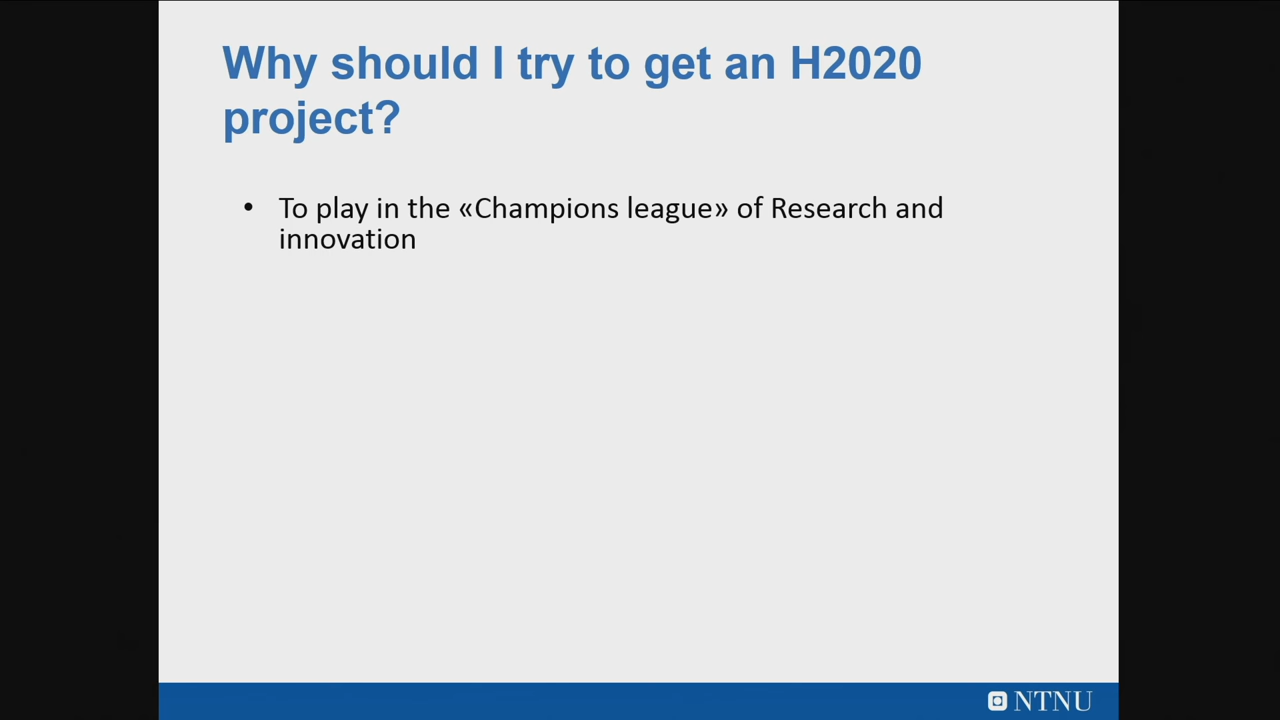 Why should I try to get an H2020
project?
• To play in the «Champions league» of Research and
innovation
NTNU